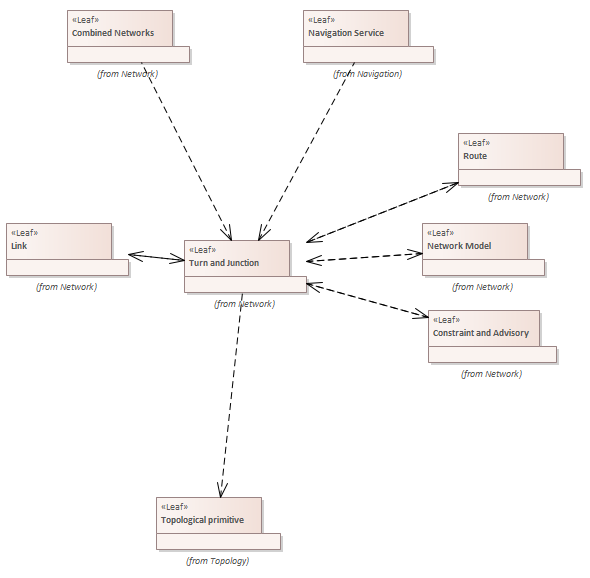 «Leaf»
Combined Networks
(from Network)
«Leaf»
Navigation Service
(from Navigation)
«Leaf»
Route
(from Network)
«Leaf»
Link
(from Network)
«Leaf»
Turn and Junction
(from Network)
«Leaf»
Network Model
(from Network)
«Leaf»
Constraint and Advisory
(from Network)
«Leaf»
Topological primitive
(from Topology)